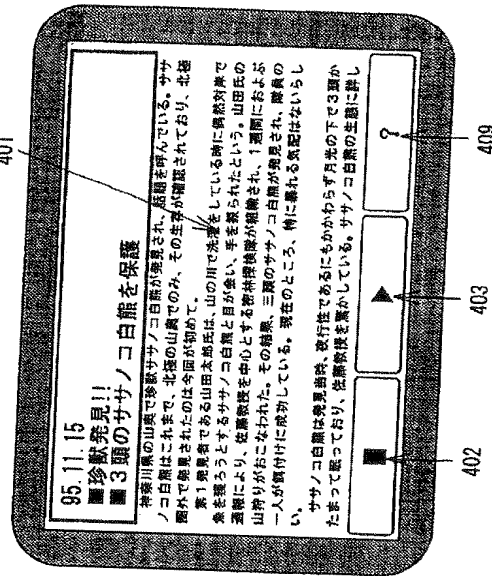 401
95.11.15
■珍獣発見!!
■3頭のササノコ白熊を保護
神奈川県の山奥で珍獣ササノコ白熊が発見され、話題を呼んでいる。ササ
ノコ白熊はこれまで、北極の山奥でのみ、その生存が確認されており、北極
圏外で発見されたのは今回が初めて。
第1発見者である山田太郎氏は、山の川で洗濯をしている時に偶然対岸で
魚を獲ろうとするササノコ白熊と目が会い、手を振られたという。山田氏の
通報により、佐藤教授を中心とする密林探検隊が組織され、1週間におよぶ
山狩りがおこなわれた。その結果、三頭のササノコ白熊が発見され、隊員の
一人が餌付けに成功している。現在のところ、特に暴れる気配はないらし
い。
ササノコ白熊は発見当時、夜行性であるにもかかわらず月光の下で3頭か
たまって眠っており、佐藤教授を驚かしている。ササノコ白熊の生態に詳し
402
403
409